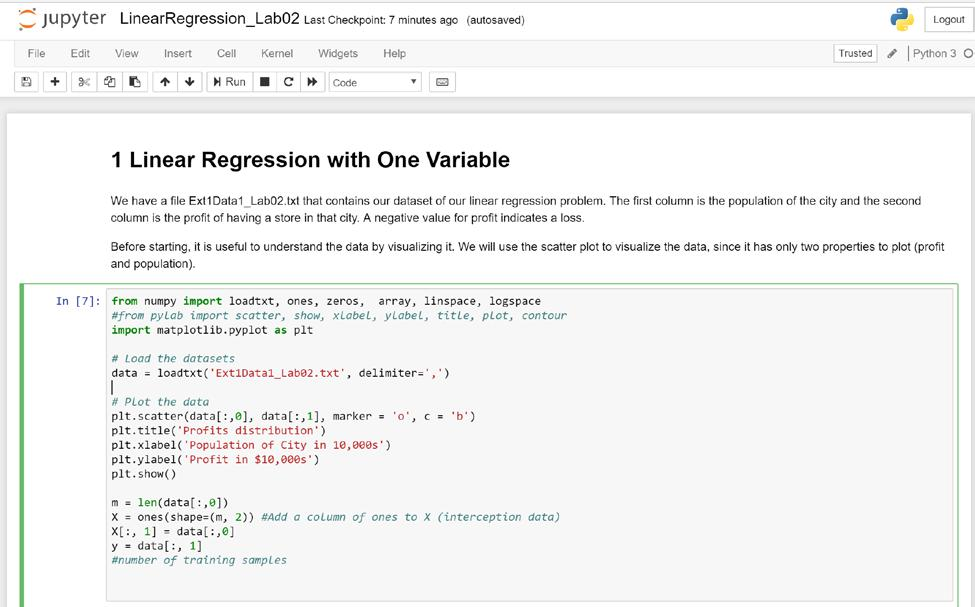 jupyter LinearRegression_Lab02 Last Checkpoint: 7 minutes ago (autosaved) Logout
File Edit View Insert Cell Kernel Widgets Help Trusted Python 3
Run Code
1 Linear Regression with One Variable
We have a file Ext1Data1_Lab02.txt that contains our dataset of our linear regression problem. The first column is the population of the city and the second
column is the profit of having a store in that city. A negative value for profit indicates a loss.
Before starting, it is useful to understand the data by visualizing it. We will use the scatter plot to visualize the data, since it has only two properties to plot (profit
and population).
In [7]: from numpy import loadtxt, ones, zeros,  array, linspace, logspace
#from pylab import scatter, show, xlabel, ylabel, title, plot, contour
import matplotlib.pyplot as plt
# Load the datasets
data = loadtxt('Ext1Data1_Lab02.txt', delimiter=',')
# Plot the data
plt.scatter(data[:,0], data[:,1], marker = 'o', c = 'b')
plt.title('Profits distribution')
plt.xlabel('Population of City in 10,000s')
plt.ylabel('Profit in $10,000s')
plt.show()
m = len(data[:,0])
X = ones(shape=(m, 2)) #Add a column of ones to X (interception data)
X[:, 1] = data[:,0]
y = data[:, 1]
#number of training samples